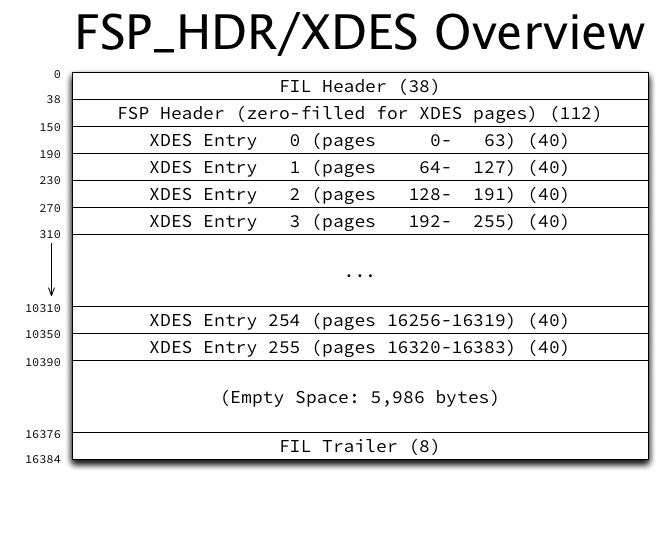 FSP_HDR/XDES Overview
0
FIL Header (38)
38
FSP Header (zero-filled for XDES pages) (112)
150
XDES Entry 0 (pages 0- 63) (40)
190
XDES Entry 1 (pages 64- 127) (40)
230
XDES Entry 2 (pages 128- 191) (40)
270
XDES Entry 3 (pages 192- 255) (40)
310
...
10310
XDES Entry 254 (pages 16256-16319) (40)
10350
XDES Entry 255 (pages 16320-16383) (40)
10390
(Empty Space: 5,986 bytes)
16376
FIL Trailer (8)
16384